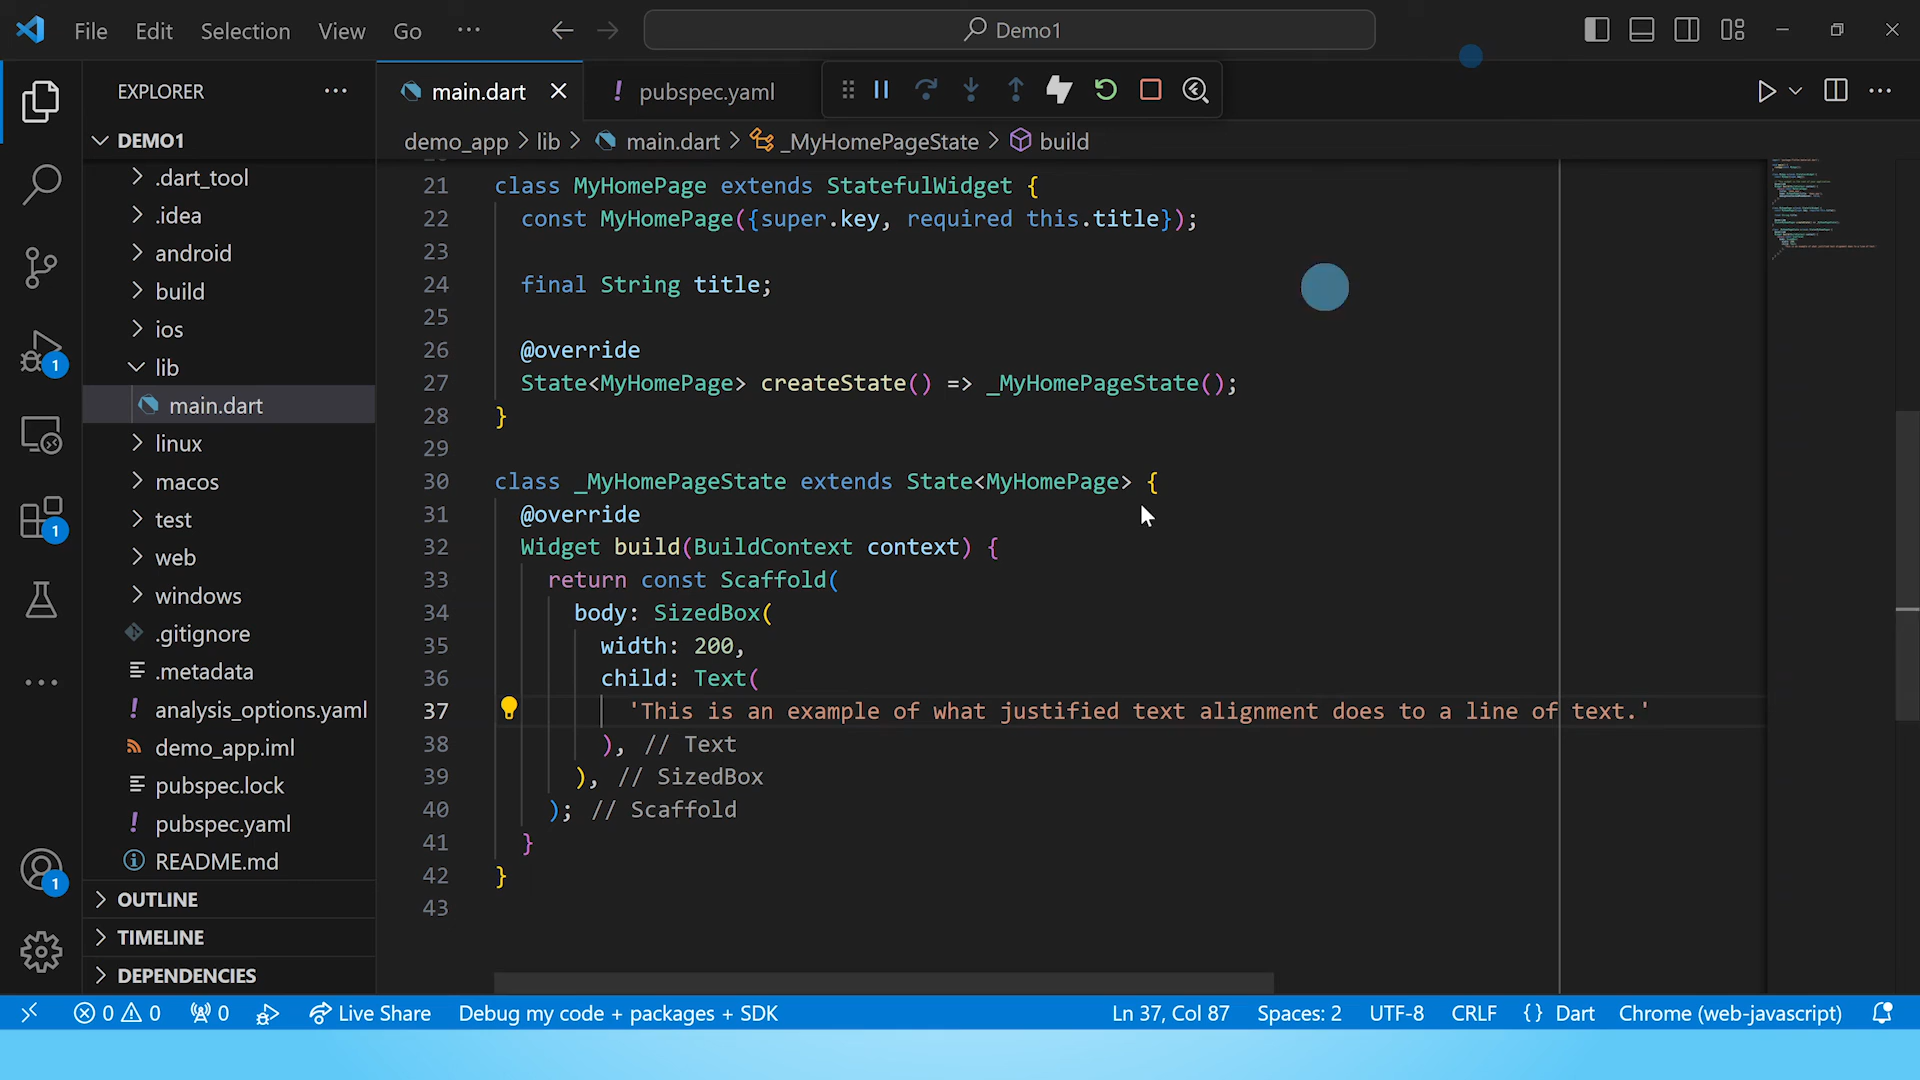 File Edit Selection View Go ··· Demo1
EXPLORER ···
main.dart
! pubspec.yaml
DEMO1
demo_app > lib > main.dart > _MyHomePageState > build
.dart_tool
.idea
android
build
ios
lib
main.dart
linux
macos
test
web
windows
.gitignore
.metadata
! analysis_options.yaml
demo_app.iml
pubspec.lock
! pubspec.yaml
README.md
OUTLINE
TIMELINE
DEPENDENCIES
1
1
1
21 class MyHomePage extends StatefulWidget {
22 const MyHomePage({super.key, required this.title});
23
24 final String title;
25
26 @override
27 State<MyHomePage> createState() => _MyHomePageState();
28 }
29
30 class _MyHomePageState extends State<MyHomePage> {
31 @override
32 Widget build(BuildContext context) {
33 return const Scaffold(
34 body: SizedBox(
35 width: 200,
36 child: Text(
37 'This is an example of what justified text alignment does to a line of text.'
38 ), // Text
39 ), // SizedBox
40 ); // Scaffold
41 }
42 }
43
0 0 0 Live Share Debug my code + packages + SDK Ln 37, Col 87 Spaces: 2 UTF-8 CRLF {} Dart Chrome (web-javascript)